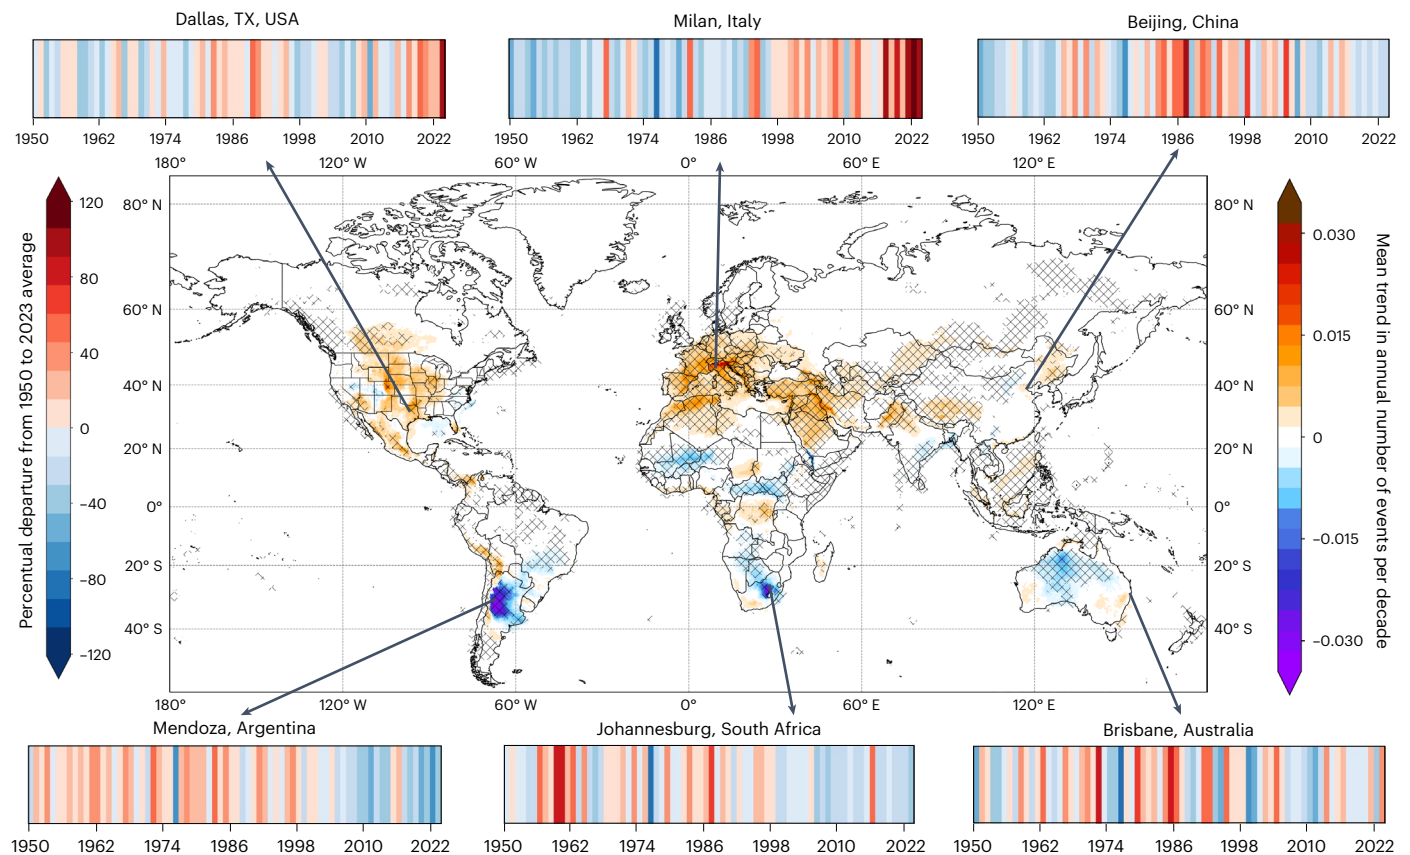 Dallas, TX, USA
Milan, Italy
Beijing, China
1950 1962 1974 1986 1998 2010 2022
1950 1962 1974 1986 1998 2010 2022
1950 1962 1974 1986 1998 2010 2022
180° 120° W 60° W 0° 60° E 120° E
Percentual departure from 1950 to 2023 average
120
80
40
0
−40
−80
−120
80° N
60° N
40° N
20° N
0°
20° S
40° S
80° N
60° N
40° N
20° N
0°
20° S
40° S
0.030
0.015
0
−0.015
−0.030
Mean trend in annual number of events per decade
120° W 60° W 0° 60° E 120° E
Mendoza, Argentina
Johannesburg, South Africa
Brisbane, Australia
1950 1962 1974 1986 1998 2010 2022
1950 1962 1974 1986 1998 2010 2022
1950 1962 1974 1986 1998 2010 2022